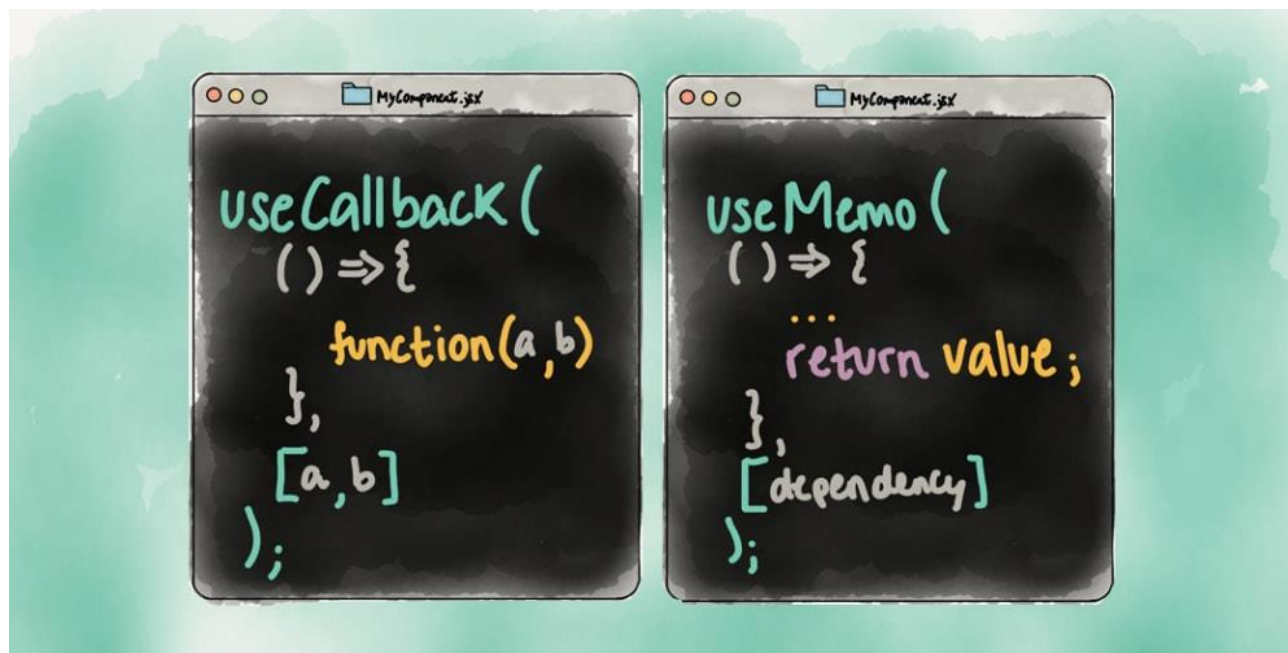 MyComponent.jsx
useCallback(
() => {
function(a,b)
},
[a,b]
);
MyComponent.jsx
useMemo(
() => {
...
return value;
},
[dependency]
);